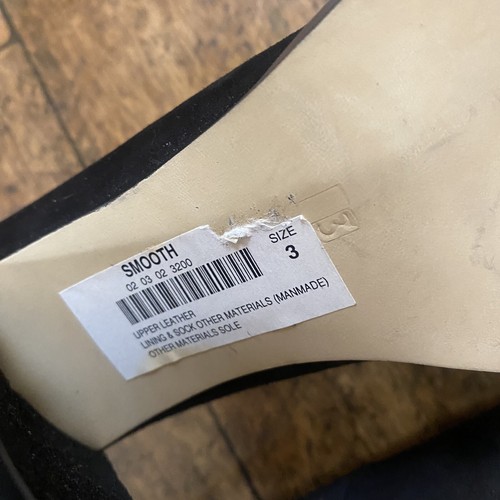 SMOOTH
02 03 02 3200
SIZE
3
UPPER LEATHER
LINING & SOCK OTHER MATERIALS (MANMADE)
OTHER MATERIALS SOLE
3